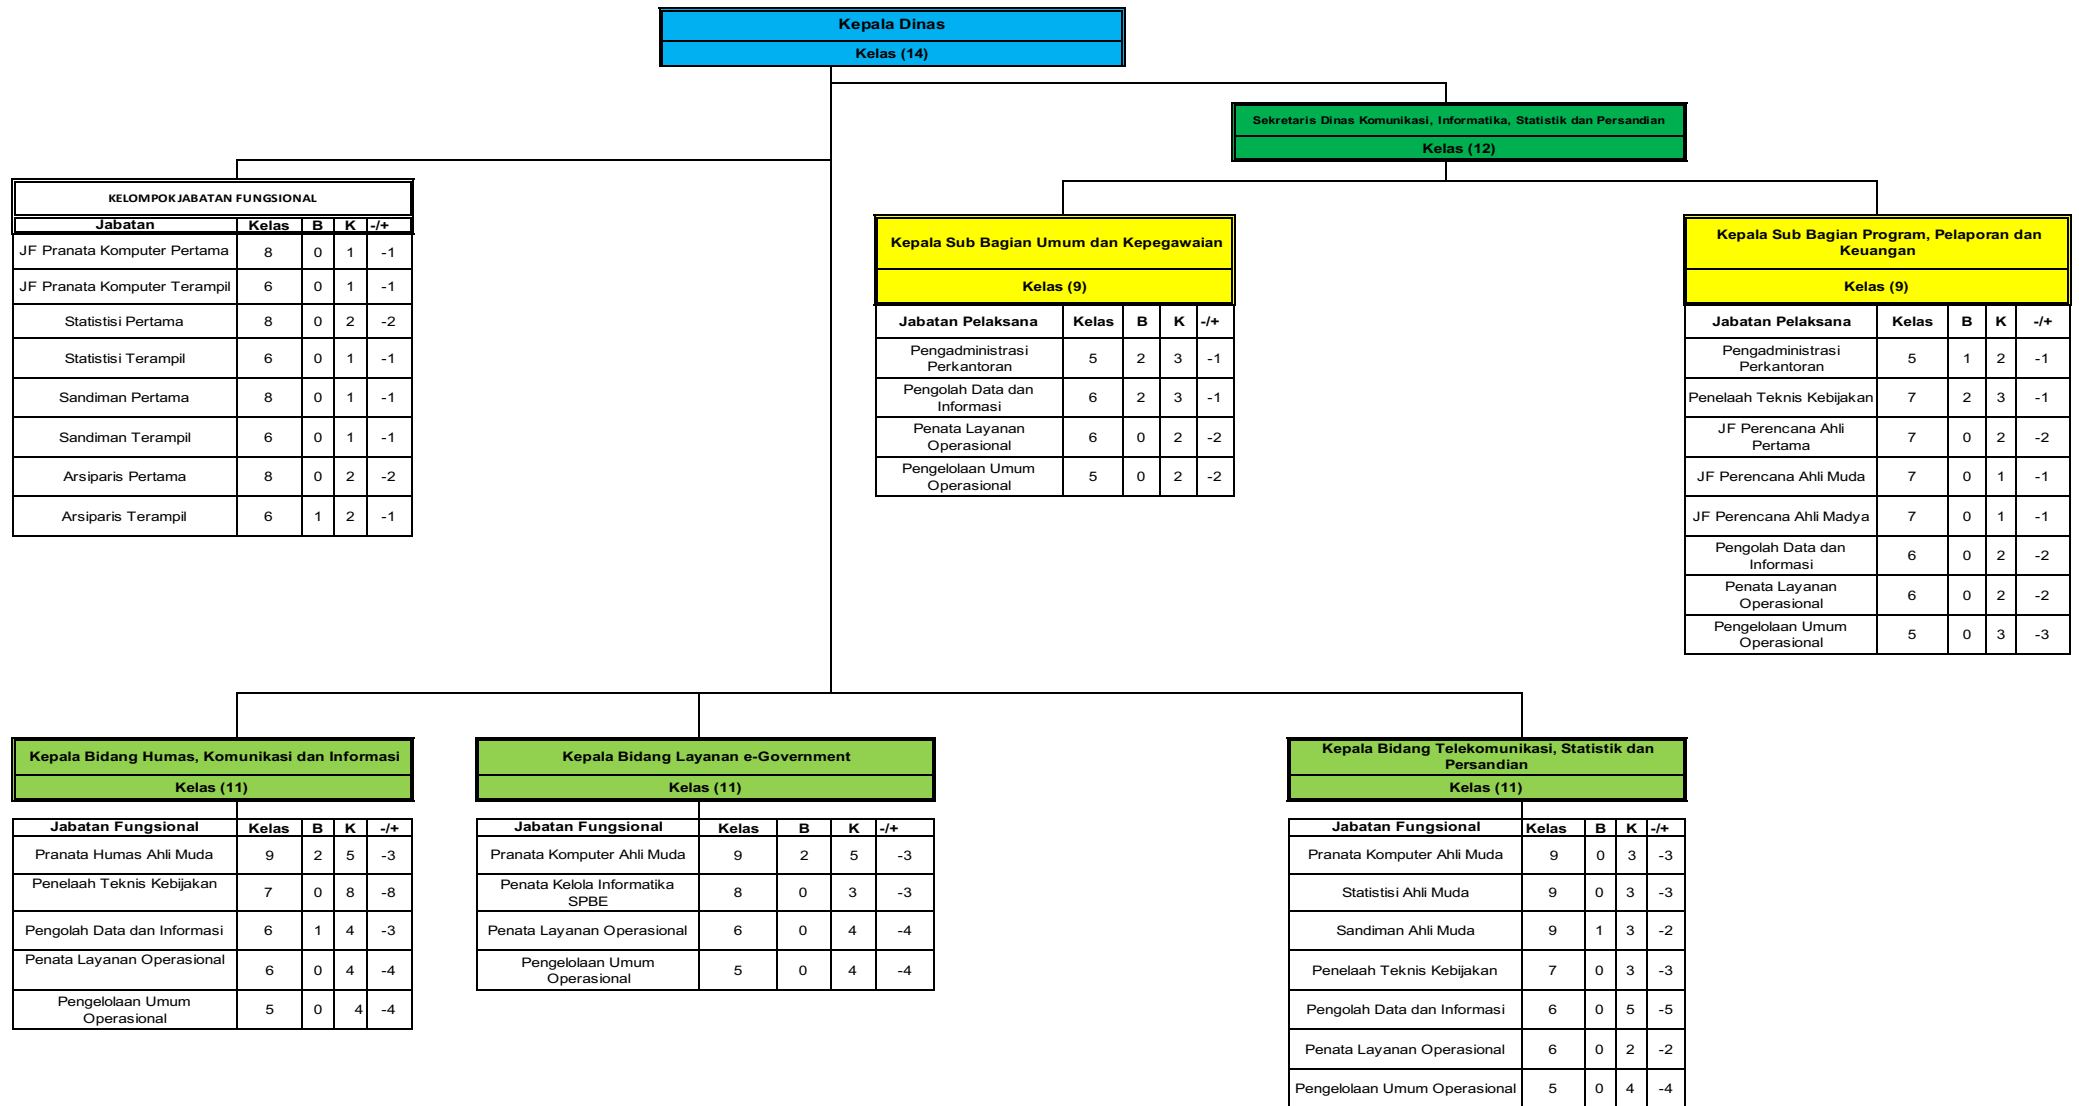 Kepala Dinas
Kelas (14)
Sekretaris Dinas Komunikasi, Informatika, Statistik dan Persandian
Kelas (12)
KELOMPOK JABATAN FUNGSIONAL
Jabatan Kelas B K -/+
JF Pranata Komputer Pertama 8 0 1 -1
JF Pranata Komputer Terampil 6 0 1 -1
Statistisi Pertama 8 0 2 -2
Statistisi Terampil 6 0 1 -1
Sandiman Pertama 8 0 1 -1
Sandiman Terampil 6 0 1 -1
Arsiparis Pertama 8 0 2 -2
Arsiparis Terampil 6 1 2 -1
Kepala Sub Bagian Umum dan Kepegawaian
Kelas (9)
Jabatan Pelaksana Kelas B K -/+
Pengadministrasi
Perkantoran 5 2 3 -1
Pengolah Data dan
Informasi 6 2 3 -1
Penata Layanan
Operasional 6 0 2 -2
Pengelolaan Umum
Operasional 5 0 2 -2
Kepala Sub Bagian Program, Pelaporan dan
Keuangan
Kelas (9)
Jabatan Pelaksana Kelas B K -/+
Pengadministrasi
Perkantoran 5 1 2 -1
Penelaah Teknis Kebijakan 7 2 3 -1
JF Perencana Ahli
Pertama 7 0 2 -2
JF Perencana Ahli Muda 7 0 1 -1
JF Perencana Ahli Madya 7 0 1 -1
Pengolah Data dan
Informasi 6 0 2 -2
Penata Layanan
Operasional 6 0 2 -2
Pengelolaan Umum
Operasional 5 0 3 -3
Kepala Bidang Humas, Komunikasi dan Informasi
Kelas (11)
Jabatan Fungsional Kelas B K -/+
Pranata Humas Ahli Muda 9 2 5 -3
Penelaah Teknis Kebijakan 7 0 8 -8
Pengolah Data dan Informasi 6 1 4 -3
Penata Layanan Operasional 6 0 4 -4
Pengelolaan Umum
Operasional 5 0 4 -4
Kepala Bidang Layanan e-Government
Kelas (11)
Jabatan Fungsional Kelas B K -/+
Pranata Komputer Ahli Muda 9 2 5 -3
Penata Kelola Informatika
SPBE 8 0 3 -3
Penata Layanan Operasional 6 0 4 -4
Pengelolaan Umum
Operasional 5 0 4 -4
Kepala Bidang Telekomunikasi, Statistik dan
Persandian
Kelas (11)
Jabatan Fungsional Kelas B K -/+
Pranata Komputer Ahli Muda 9 0 3 -3
Statistisi Ahli Muda 9 0 3 -3
Sandiman Ahli Muda 9 1 3 -2
Penelaah Teknis Kebijakan 7 0 3 -3
Pengolah Data dan Informasi 6 0 5 -5
Penata Layanan Operasional 6 0 2 -2
Pengelolaan Umum Operasional 5 0 4 -4